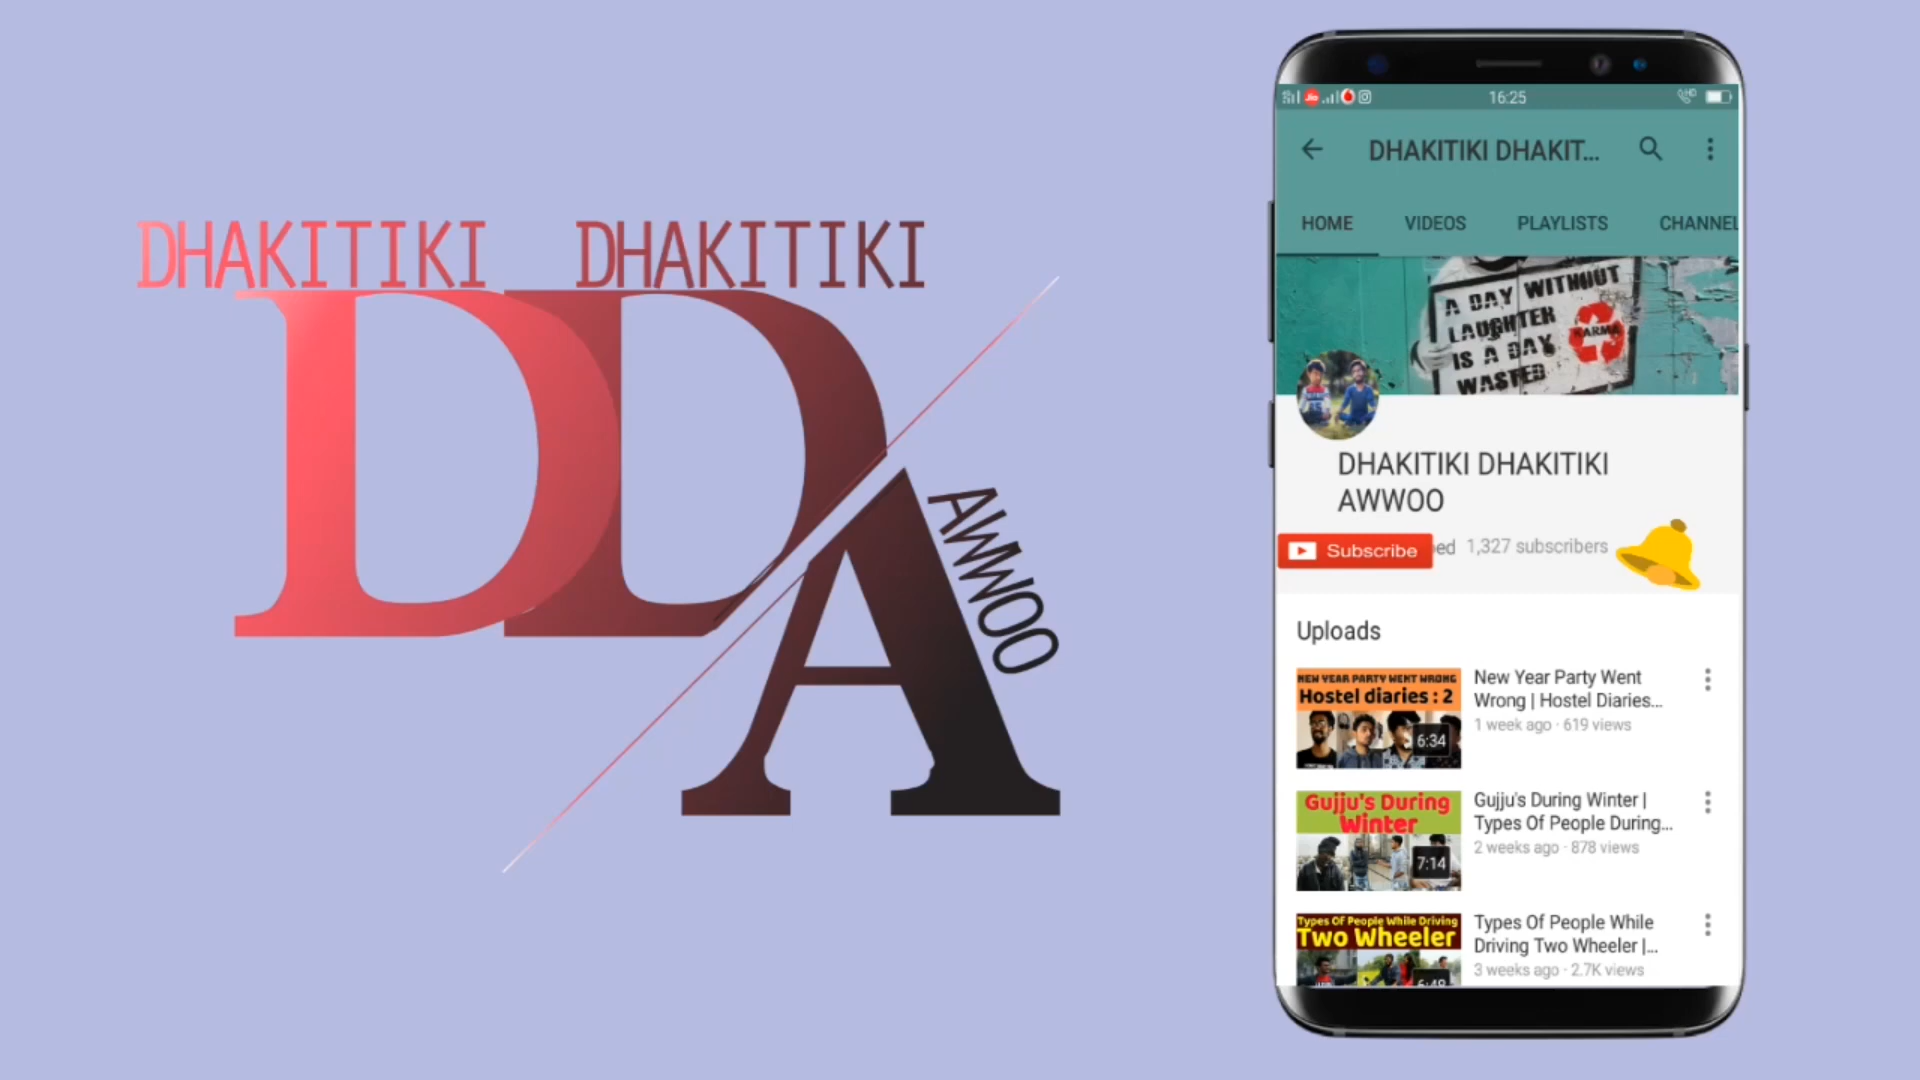 DHAKITIKI DHAKITIKI
DDA
AWWOO
Jio
16:25
DHAKITIKI DHAKIT...
HOME VIDEOS PLAYLISTS CHANNEL
A DAY WITHOUT
LAUGHTER
IS A DAY
WASTED
KARMA
DHAKITIKI DHAKITIKI
AWWOO
Subscribe
ed 1,327 subscribers
Uploads
NEW YEAR PARTY WENT WRONG
Hostel diaries : 2
6:34
New Year Party Went
Wrong | Hostel Diaries...
1 week ago · 619 views
Gujju's During
Winter
7:14
Gujju's During Winter |
Types Of People During...
2 weeks ago · 878 views
Types Of People While Driving
Two Wheeler
6:49
Types Of People While
Driving Two Wheeler |...
3 weeks ago · 2.7K views